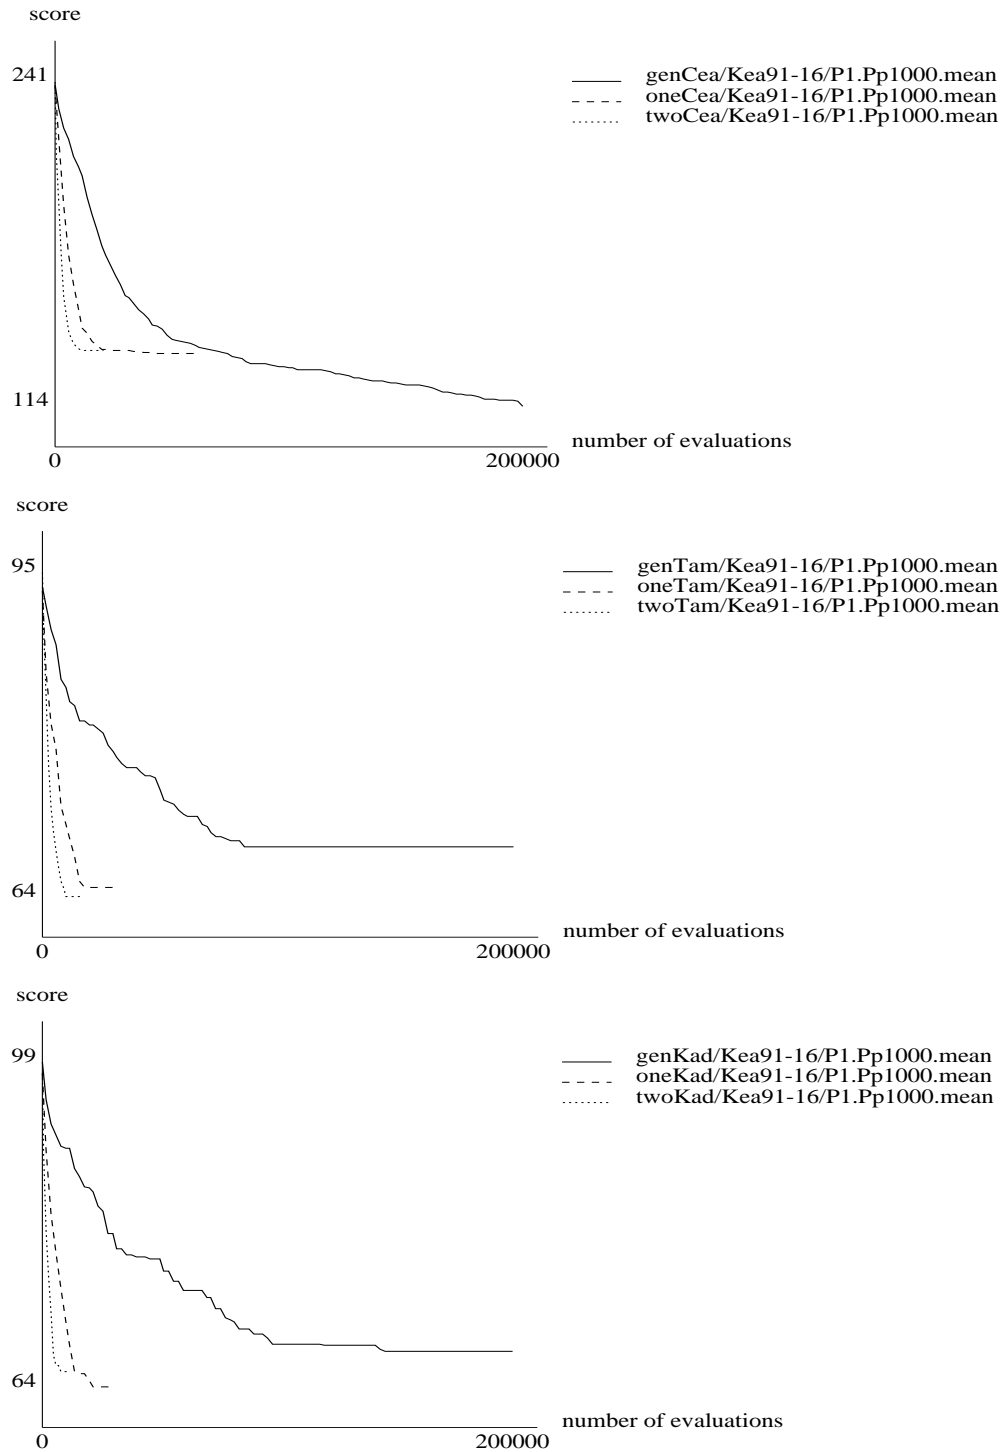 score
241
genCea/Kea91-16/P1.Pp1000.mean
oneCea/Kea91-16/P1.Pp1000.mean
twoCea/Kea91-16/P1.Pp1000.mean
114
number of evaluations
0 200000
score
95
genTam/Kea91-16/P1.Pp1000.mean
oneTam/Kea91-16/P1.Pp1000.mean
twoTam/Kea91-16/P1.Pp1000.mean
64
number of evaluations
0 200000
score
99
genKad/Kea91-16/P1.Pp1000.mean
oneKad/Kea91-16/P1.Pp1000.mean
twoKad/Kea91-16/P1.Pp1000.mean
64
number of evaluations
0 200000